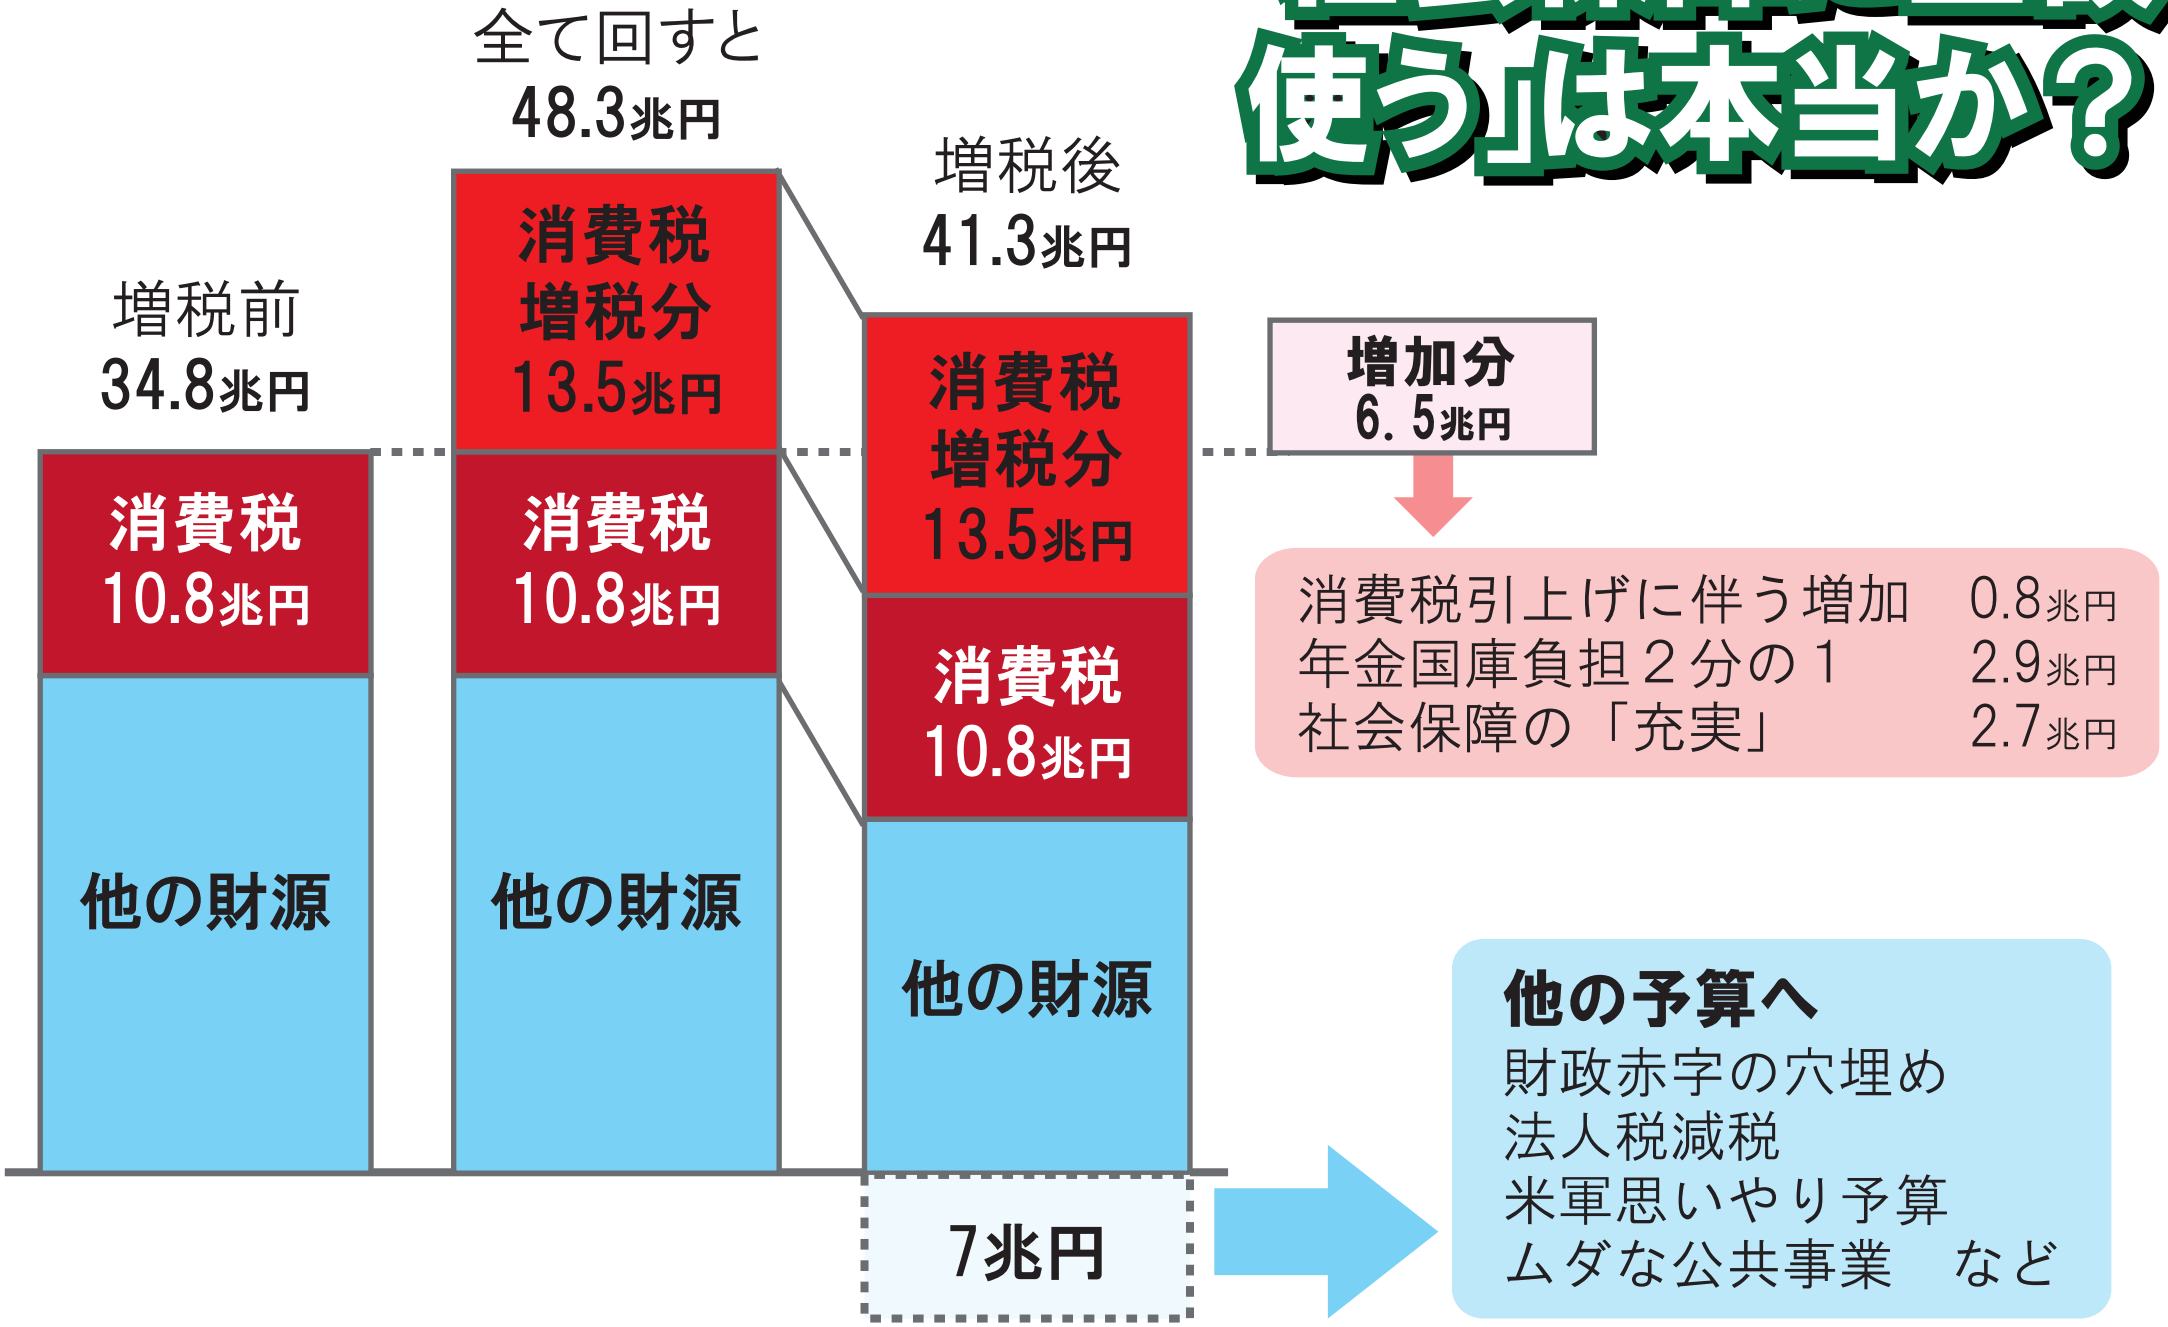 使う」は本当か？
増税前
34.8兆円
消費税
10.8兆円
他の財源
全て回すと
48.3兆円
消費税
増税分
13.5兆円
消費税
10.8兆円
他の財源
増税後
41.3兆円
消費税
増税分
13.5兆円
消費税
10.8兆円
他の財源
7兆円
増加分
6.5兆円
消費税引上げに伴う増加　0.8兆円
年金国庫負担２分の１　2.9兆円
社会保障の「充実」　2.7兆円
他の予算へ
財政赤字の穴埋め
法人税減税
米軍思いやり予算
ムダな公共事業　など